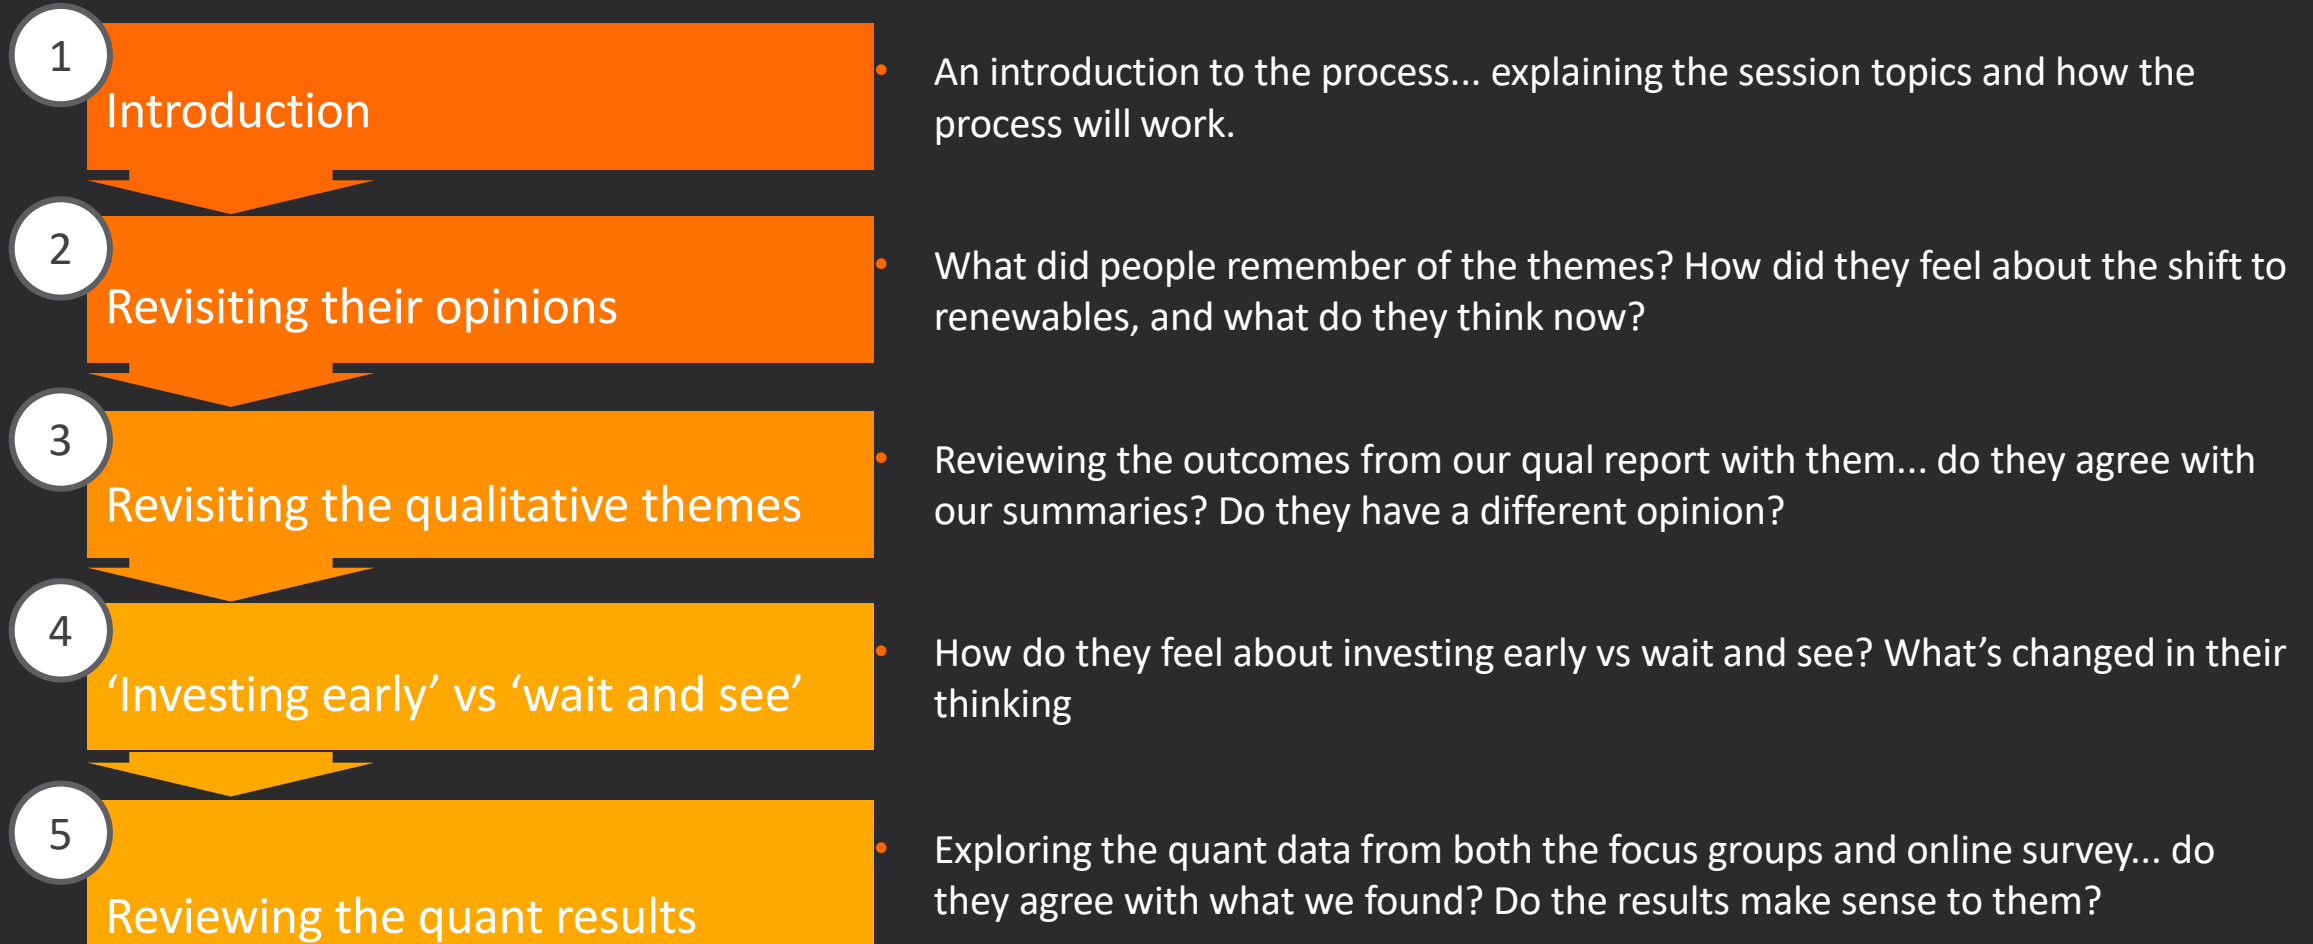 1
Introduction
• An introduction to the process... explaining the session topics and how the
process will work.
2
Revisiting their opinions
• What did people remember of the themes? How did they feel about the shift to
renewables, and what do they think now?
3
Revisiting the qualitative themes
• Reviewing the outcomes from our qual report with them... do they agree with
our summaries? Do they have a different opinion?
4
‘Investing early’ vs ‘wait and see’
• How do they feel about investing early vs wait and see? What’s changed in their
thinking
5
Reviewing the quant results
• Exploring the quant data from both the focus groups and online survey... do
they agree with what we found? Do the results make sense to them?